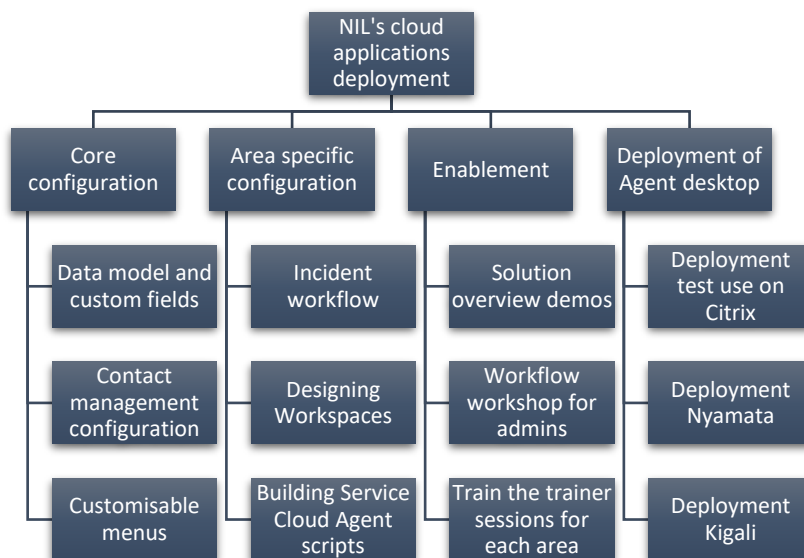 NIL's cloud
applications
deployment
Core
configuration
Area specific
configuration
Enablement
Deployment of
Agent desktop
Data model and
custom fields
Incident
workflow
Solution
overview demos
Deployment
test use on
Citrix
Contact
management
configuration
Designing
Workspaces
Workflow
workshop for
admins
Deployment
Nyamata
Customisable
menus
Building Service
Cloud Agent
scripts
Train the trainer
sessions for
each area
Deployment
Kigali